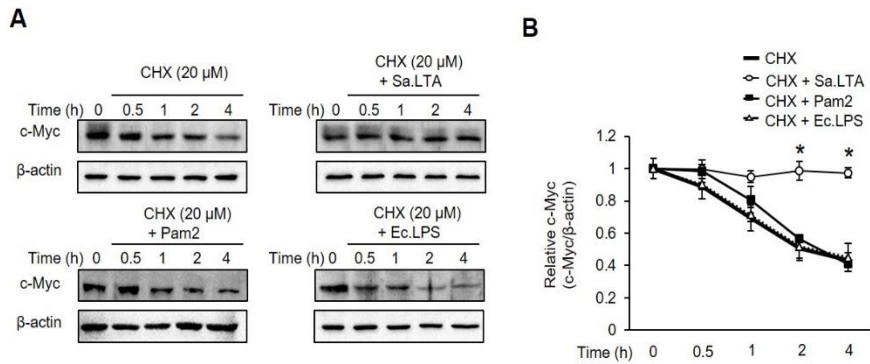 A
CHX (20 µM)
Time (h) 0 0.5 1 2 4
c-Myc
β-actin
CHX (20 µM)
+ Sa.LTA
Time (h) 0 0.5 1 2 4
CHX (20 µM)
+ Pam2
Time (h) 0 0.5 1 2 4
c-Myc
β-actin
CHX (20 µM)
+ Ec.LPS
Time (h) 0 0.5 1 2 4
B
CHX
CHX + Sa.LTA
CHX + Pam2
CHX + Ec.LPS
Relative c-Myc
(c-Myc/β-actin)
1.2
1
0.8
0.6
0.4
0.2
0
* *
Time (h) 0 0.5 1 2 4